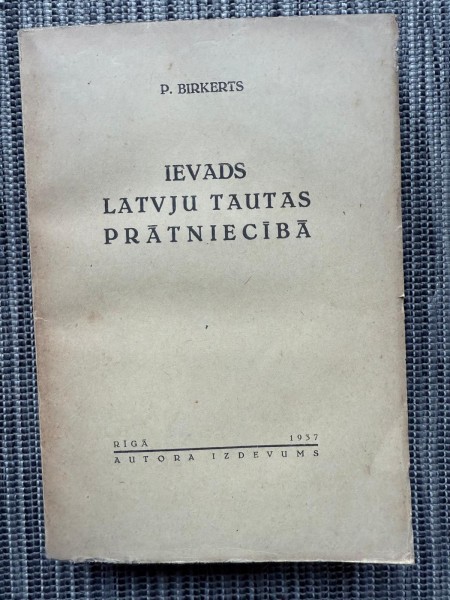 P. BIRKERTS
IEVADS
LATVJU TAUTAS
PRĀTNIECĪBĀ
RĪGĀ 1937
AUTORA IZDEVUMS